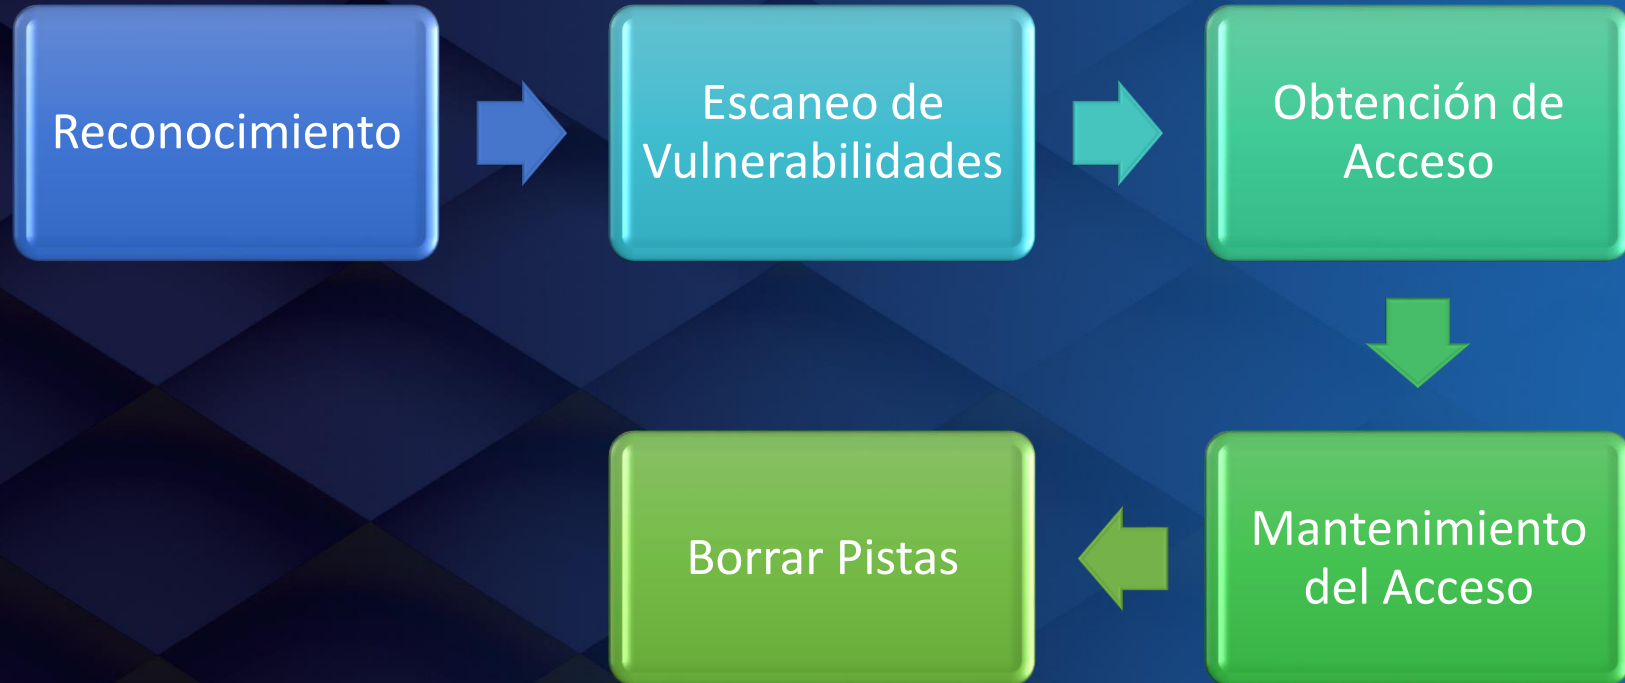 Reconocimiento
Escaneo de
Vulnerabilidades
Obtención de
Acceso
Mantenimiento
del Acceso
Borrar Pistas